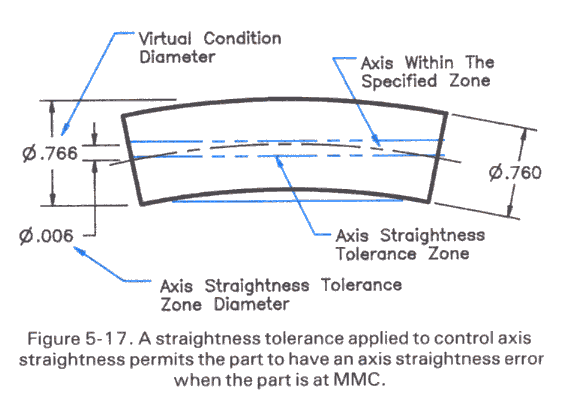 Virtual Condition
Diameter
Axis Within The
Specified Zone
Ø.766
Ø.760
Ø.006
Axis Straightness
Tolerance Zone
Axis Straightness Tolerance
Zone Diameter
Figure 5-17. A straightness tolerance applied to control axis
straightness permits the part to have an axis straightness error
when the part is at MMC.